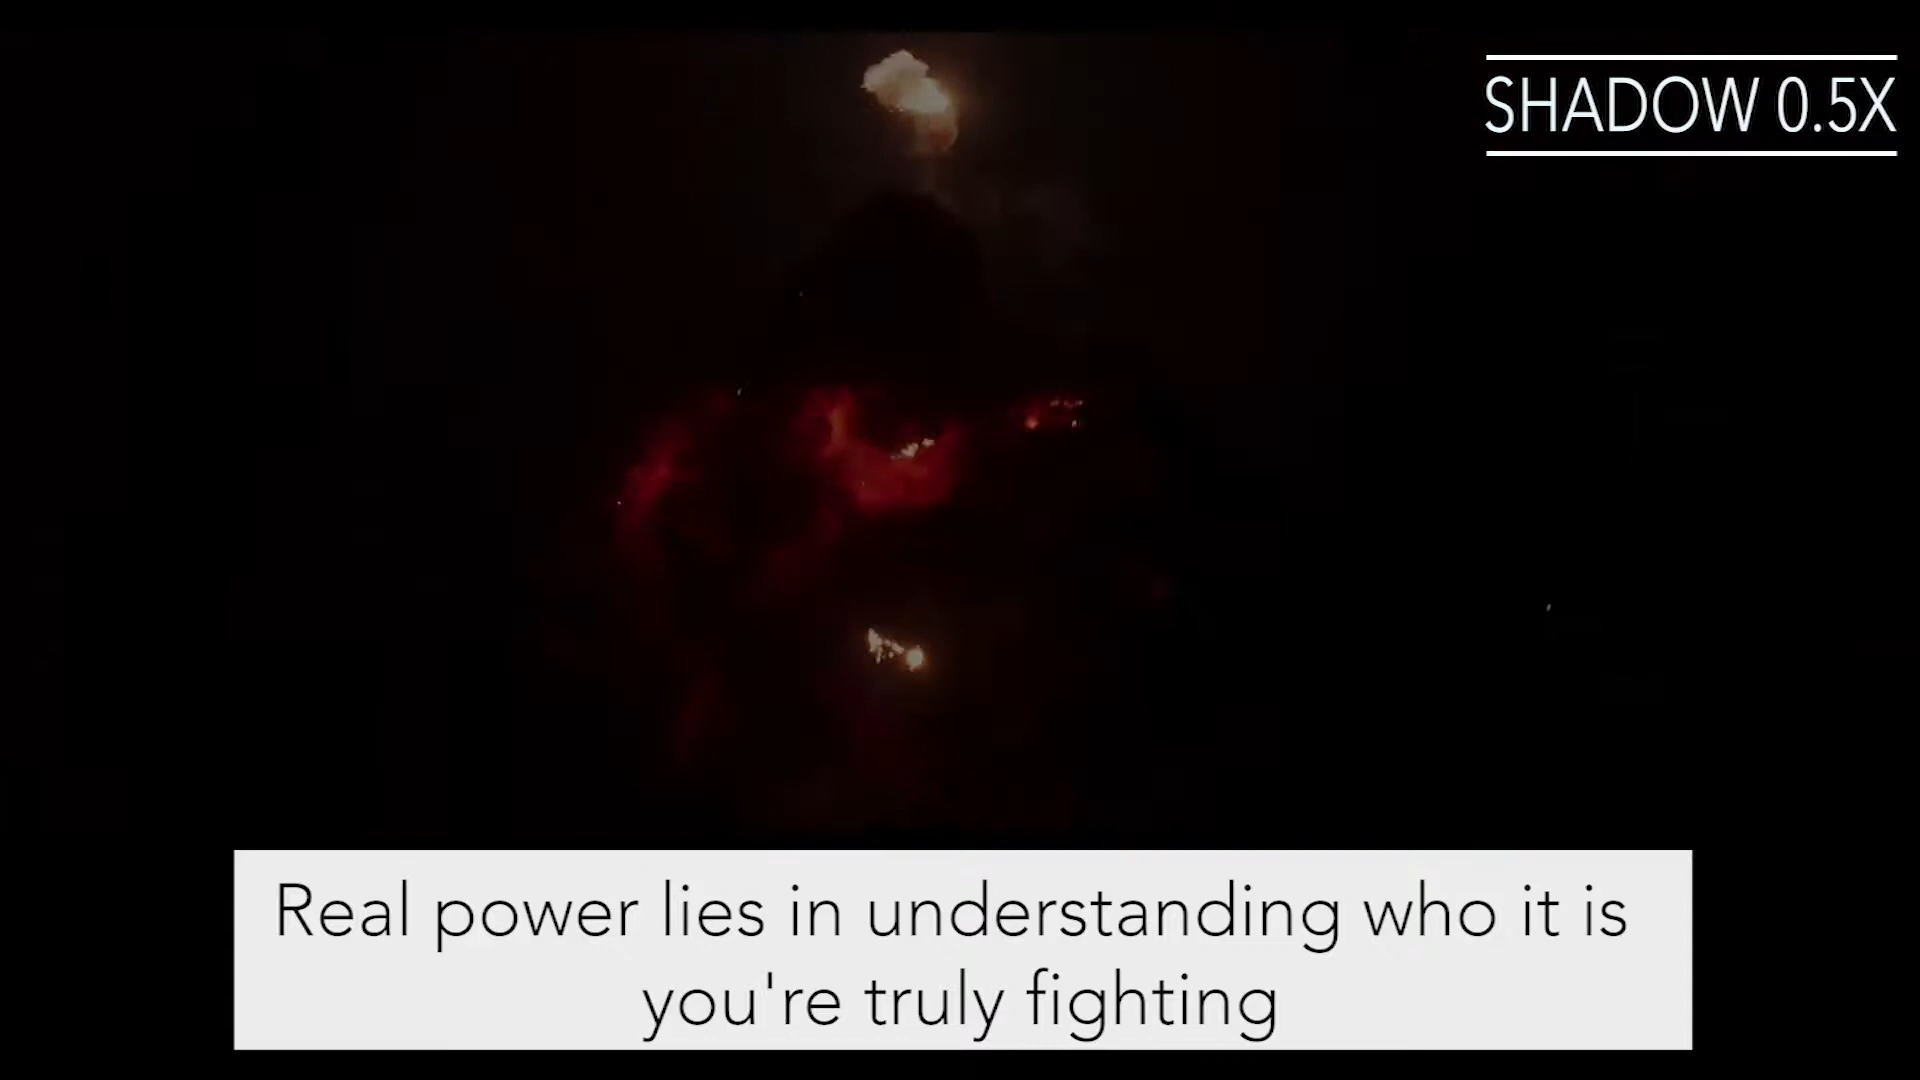 SHADOW 0.5X
Real power lies in understanding who it is
you're truly fighting